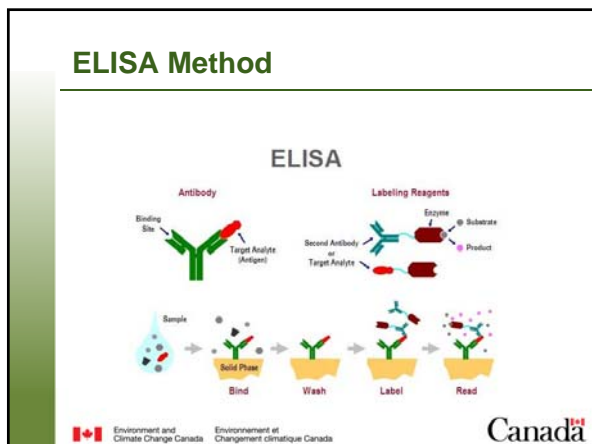 ELISA Method
ELISA
Antibody
Labeling Reagents
Binding
Site
Target Analyte
(Antigen)
Enzyme
Substrate
Second Antibody
or
Target Analyte
Product
Sample
Solid Phase
Bind
Wash
Label
Read
Environment and
Climate Change Canada
Environnement et
Changement climatique Canada
Canada